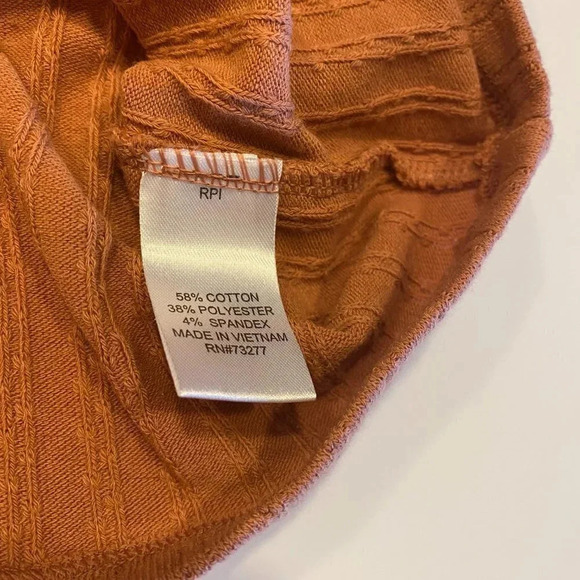 RPI
58% COTTON
38% POLYESTER
4% SPANDEX
MADE IN VIETNAM
RN#73277